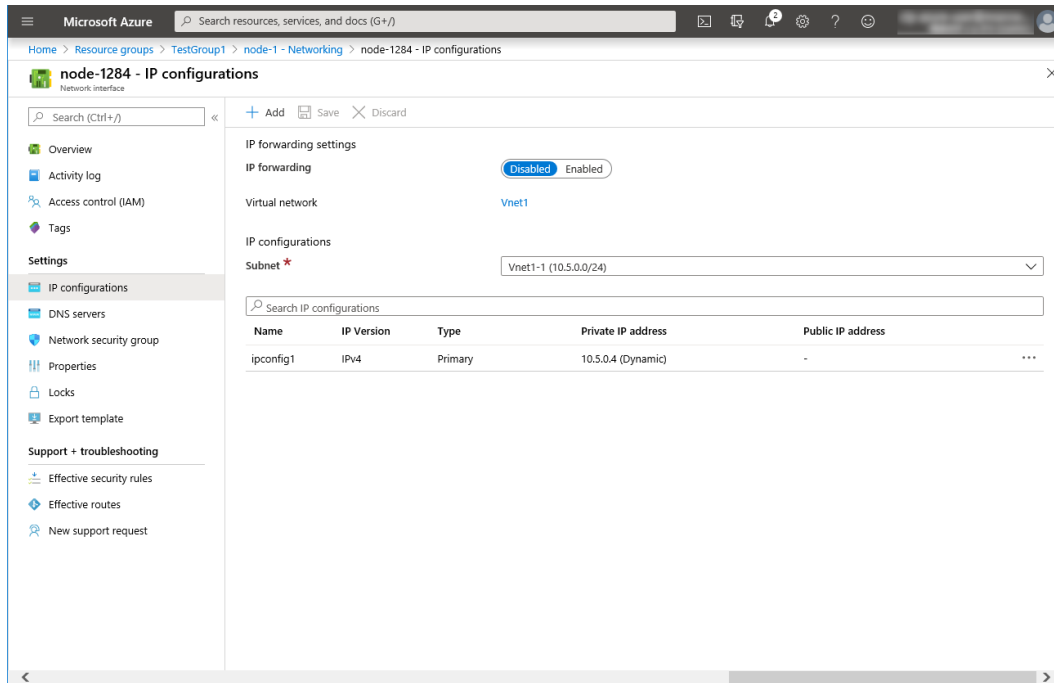 Microsoft Azure
Search resources, services, and docs (G+/)
2
Home > Resource groups > TestGroup1 > node-1 - Networking > node-1284 - IP configurations
node-1284 - IP configurations
Network interface
Search (Ctrl+/)
«
Overview
Activity log
Access control (IAM)
Tags
Settings
IP configurations
DNS servers
Network security group
Properties
Locks
Export template
Support + troubleshooting
Effective security rules
Effective routes
New support request
Add Save Discard
IP forwarding settings
IP forwarding Disabled Enabled
Virtual network Vnet1
IP configurations
Subnet * Vnet1-1 (10.5.0.0/24)
Search IP configurations
Name IP Version Type Private IP address Public IP address
ipconfig1 IPv4 Primary 10.5.0.4 (Dynamic) - ...